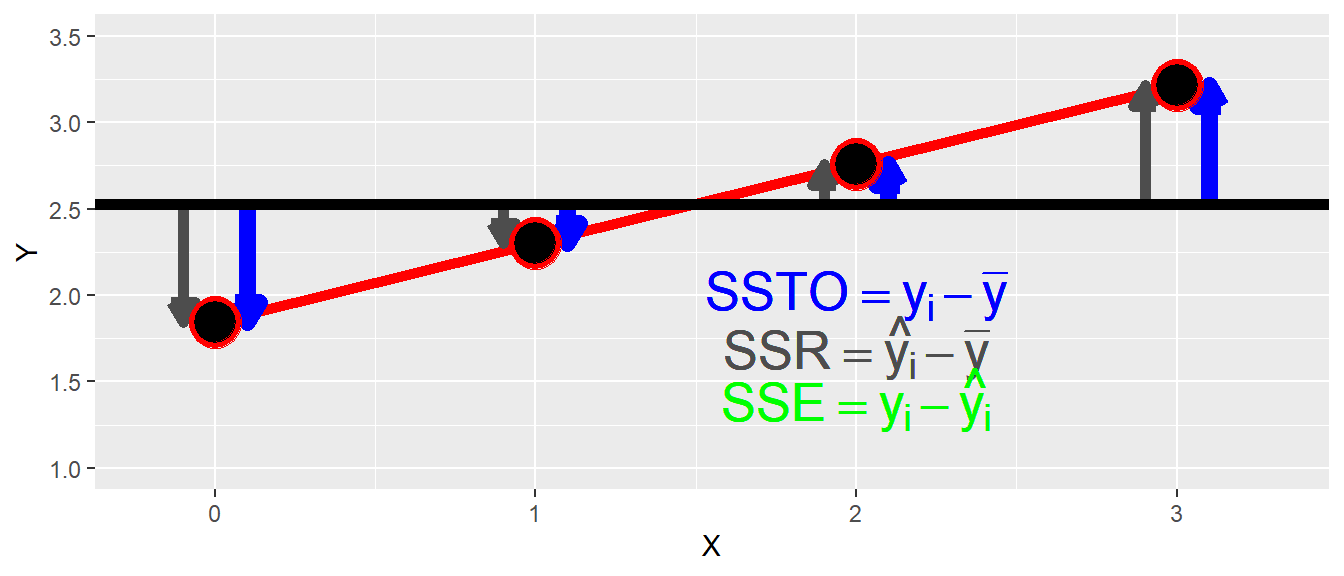 3.5
3.0
2.5
2.0
1.5
1.0
Y
SSTO = yᵢ − y̅
SSR = ŷᵢ − y̅
SSE = yᵢ − ŷᵢ
0 1 2 3
X